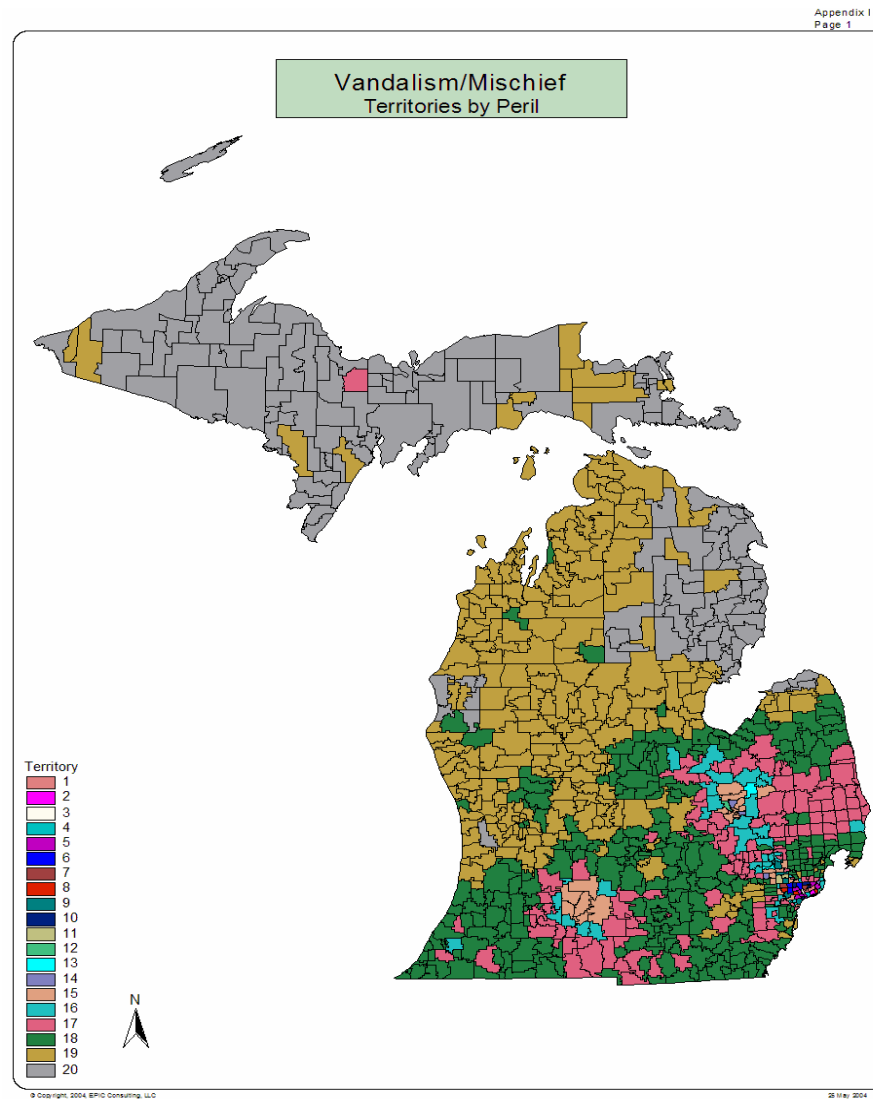 Appendix I
Page 1
Vandalism/Mischief
Territories by Peril
Territory
1
2
3
4
5
6
7
8
9
10
11
12
13
14
15
16
17
18
19
20
N
© Copyright, 2004, EPIC Consulting, LLC
25 May 2004